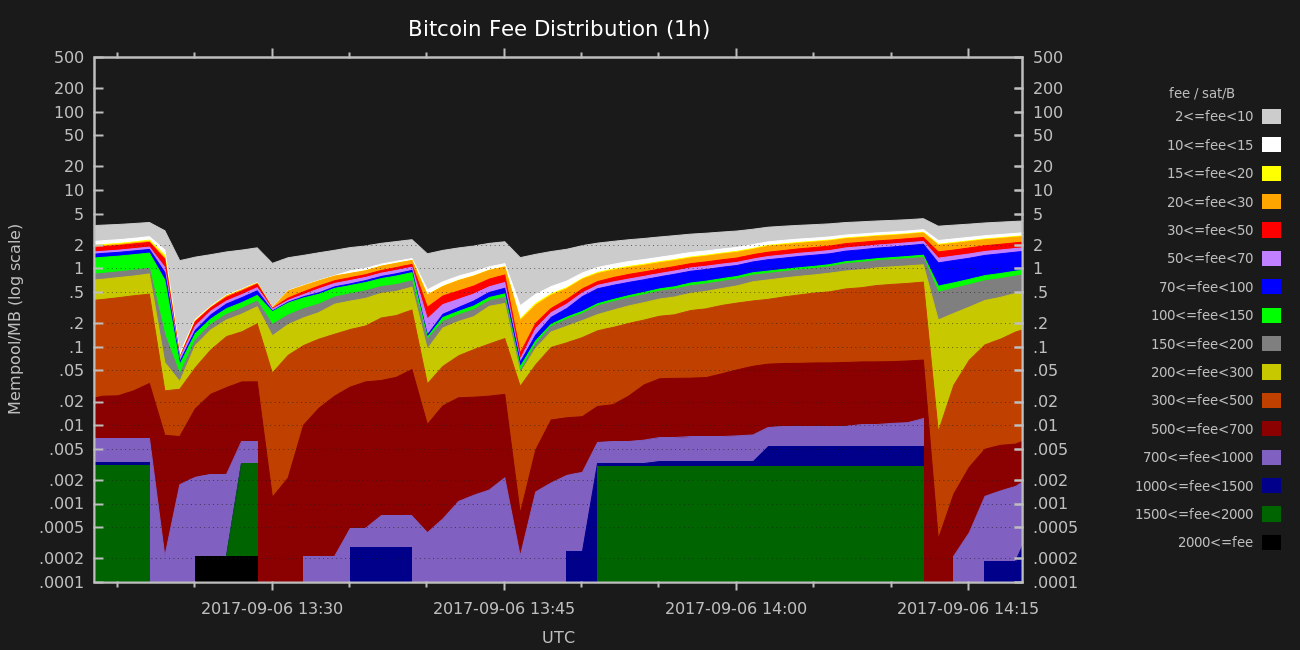 Bitcoin Fee Distribution (1h)
500 500
200 200
100 100
50 50
20 20
10 10
5 5
2 2
1 1
.5 .5
.2 .2
.1 .1
.05 .05
.02 .02
.01 .01
.005 .005
.002 .002
.001 .001
.0005 .0005
.0002 .0002
.0001 .0001
Mempool/MB (log scale)
2017-09-06 13:30 2017-09-06 13:45 2017-09-06 14:00 2017-09-06 14:15
UTC
fee / sat/B
2<=fee<10
10<=fee<15
15<=fee<20
20<=fee<30
30<=fee<50
50<=fee<70
70<=fee<100
100<=fee<150
150<=fee<200
200<=fee<300
300<=fee<500
500<=fee<700
700<=fee<1000
1000<=fee<1500
1500<=fee<2000
2000<=fee